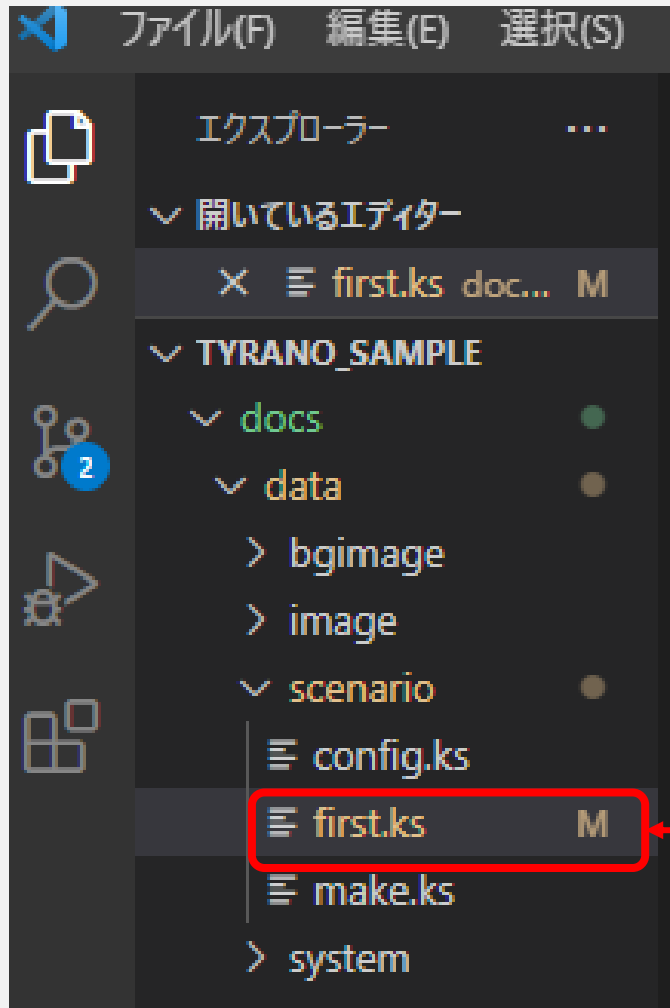 ファイル(F) 編集(E) 選択(S)
エクスプローラー ...
開いているエディター
first.ks doc... M
TYRANO_SAMPLE
docs
data
bgimage
image
scenario
2
config.ks
first.ks M
make.ks
system